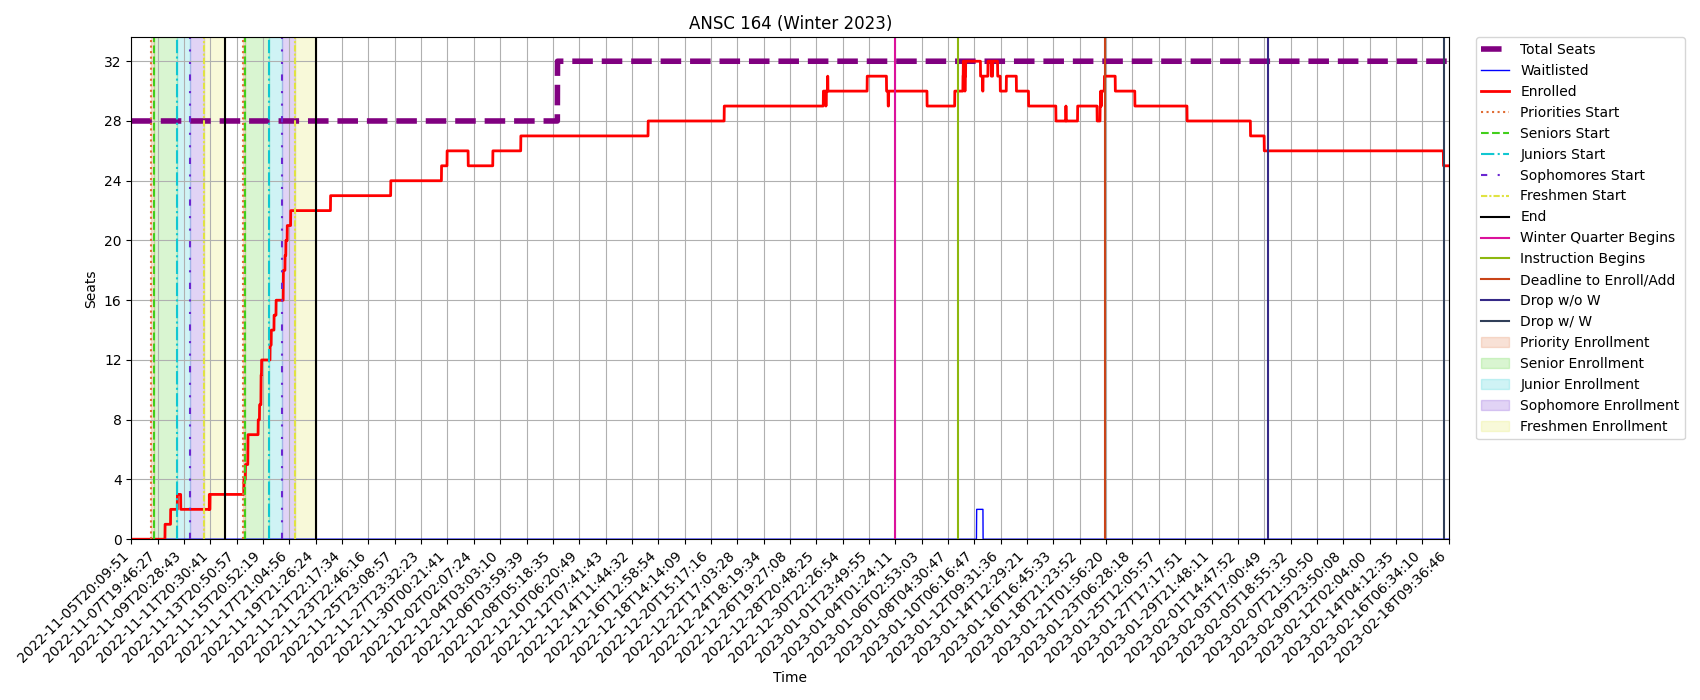 ANSC 164 (Winter 2023)
32
28
24
20
16
12
8
4
0
Seats
2022-11-05T20:09:51
2022-11-07T19:46:27
2022-11-09T20:28:43
2022-11-11T20:30:41
2022-11-13T20:50:57
2022-11-15T20:52:19
2022-11-17T21:04:56
2022-11-19T21:26:24
2022-11-21T22:17:34
2022-11-23T22:46:16
2022-11-25T23:08:57
2022-11-27T23:32:23
2022-11-30T00:21:41
2022-12-02T02:07:24
2022-12-04T03:03:10
2022-12-06T03:59:39
2022-12-08T05:18:35
2022-12-10T06:20:49
2022-12-12T07:41:43
2022-12-14T11:44:32
2022-12-16T12:58:54
2022-12-18T14:14:09
2022-12-20T15:17:16
2022-12-22T17:03:28
2022-12-24T18:19:34
2022-12-26T19:27:08
2022-12-28T20:48:25
2022-12-30T22:26:54
2023-01-01T23:49:55
2023-01-04T01:24:11
2023-01-06T02:53:03
2023-01-08T04:30:47
2023-01-10T06:16:47
2023-01-12T09:31:36
2023-01-14T12:29:21
2023-01-16T16:45:33
2023-01-18T21:23:52
2023-01-21T01:56:20
2023-01-23T06:28:18
2023-01-25T12:05:57
2023-01-27T17:17:51
2023-01-29T21:48:11
2023-02-01T14:47:52
2023-02-03T17:00:49
2023-02-05T18:55:32
2023-02-07T21:50:50
2023-02-09T23:50:08
2023-02-12T02:04:00
2023-02-14T04:12:35
2023-02-16T06:34:10
2023-02-18T09:36:46
Time
Total Seats
Waitlisted
Enrolled
Priorities Start
Seniors Start
Juniors Start
Sophomores Start
Freshmen Start
End
Winter Quarter Begins
Instruction Begins
Deadline to Enroll/Add
Drop w/o W
Drop w/ W
Priority Enrollment
Senior Enrollment
Junior Enrollment
Sophomore Enrollment
Freshmen Enrollment